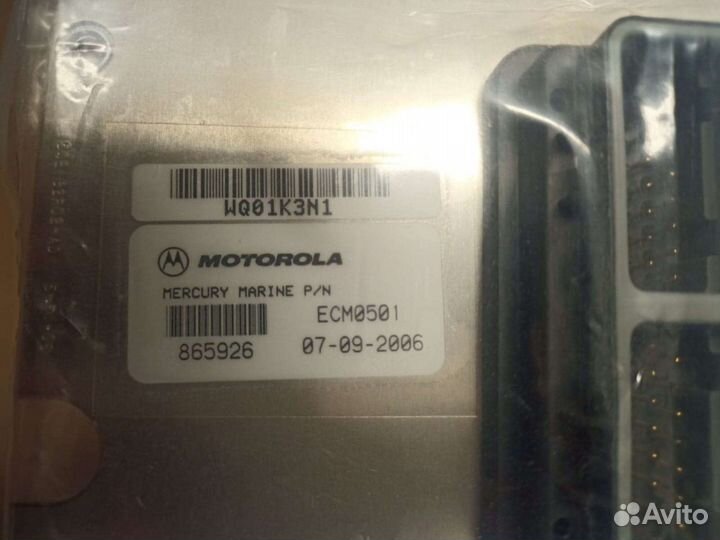 WQ01K3N1
MOTOROLA
MERCURY MARINE P/N
ECM0501
865926 07-09-2006
Avito